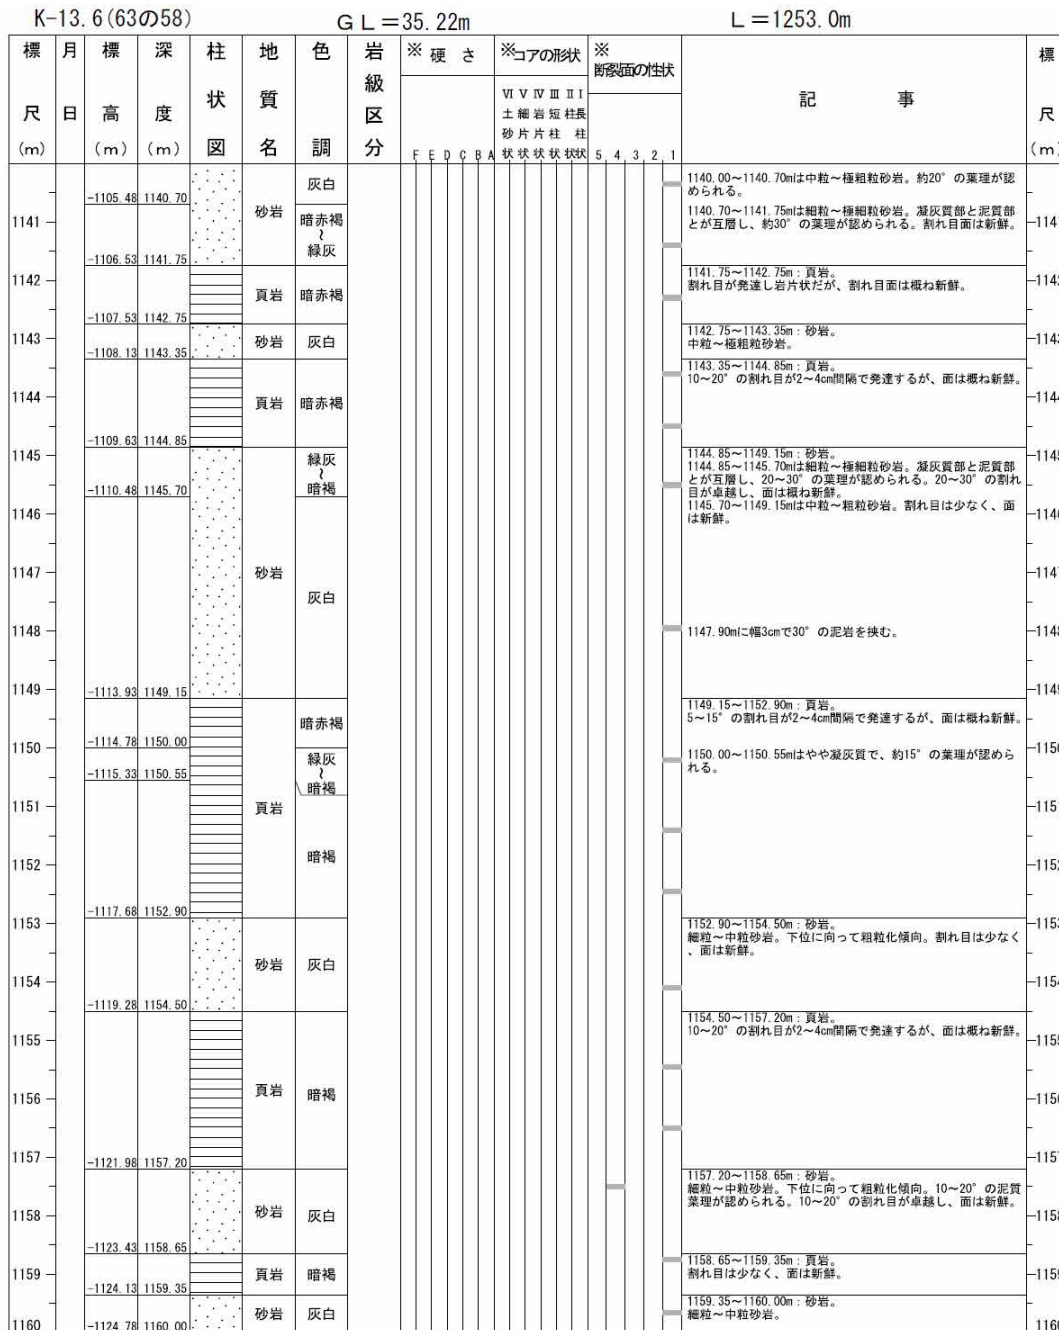 K-13.6(63の58)
GL=35.22m
L=1253.0m
標尺(m)
月日
標高(m)
深度(m)
柱状図
地質名
色調
岩級区分
※硬さ
F E D C B A
※コアの形状
VI 土砂状
V 細片状
IV 岩片状
III 短柱状
II 柱状
I 長柱状
※断裂面の性状
5 4 3 2 1
記事
標尺(m)
-1105.48 1140.70
砂岩
灰白
1140.00～1140.70mは中粒～極粗粒砂岩。約20°の葉理が認
められる。
1141
暗赤褐
～
緑灰
1140.70～1141.75mは細粒～極細粒砂岩。凝灰質部と泥質部
とが互層し、約30°の葉理が認められる。割れ目面は新鮮。
-1106.53 1141.75
1142
頁岩
暗赤褐
1141.75～1142.75m：頁岩。
割れ目が発達し岩片状だが、割れ目面は概ね新鮮。
-1107.53 1142.75
1143
砂岩
灰白
1142.75～1143.35m：砂岩。
中粒～極粗粒砂岩。
-1108.13 1143.35
1144
頁岩
暗赤褐
1143.35～1144.85m：頁岩。
10～20°の割れ目が2～4cm間隔で発達するが、面は概ね新鮮。
-1109.63 1144.85
1145
緑灰
～
暗褐
1144.85～1149.15m：砂岩。
1144.85～1145.70mは細粒～極細粒砂岩。凝灰質部と泥質部
とが互層し、20～30°の葉理が認められる。20～30°の割れ
目が卓越し、面は概ね新鮮。
1145.70～1149.15mは中粒～粗粒砂岩。割れ目は少なく、面
は新鮮。
-1110.48 1145.70
1146
1147
砂岩
灰白
1148
1147.90mに幅3cmで30°の泥岩を挟む。
1149
-1113.93 1149.15
暗赤褐
1149.15～1152.90m：頁岩。
5～15°の割れ目が2～4cm間隔で発達するが、面は概ね新鮮。
-1114.78 1150.00
1150
緑灰
～
暗褐
1150.00～1150.55mはやや凝灰質で、約15°の葉理が認めら
れる。
-1115.33 1150.55
1151
頁岩
暗褐
1152
-1117.68 1152.90
1153
砂岩
灰白
1152.90～1154.50m：砂岩。
細粒～中粒砂岩。下位に向って粗粒化傾向。割れ目は少なく
、面は新鮮。
1154
-1119.28 1154.50
1154.50～1157.20m：頁岩。
10～20°の割れ目が2～4cm間隔で発達するが、面は概ね新鮮。
1155
1156
頁岩
暗褐
1157
-1121.98 1157.20
1157.20～1158.65m：砂岩。
細粒～中粒砂岩。下位に向って粗粒化傾向。10～20°の泥質
葉理が認められる。10～20°の割れ目が卓越し、面は新鮮。
1158
砂岩
灰白
-1123.43 1158.65
1159
頁岩
暗褐
1158.65～1159.35m：頁岩。
割れ目は少なく、面は新鮮。
-1124.13 1159.35
砂岩
灰白
1159.35～1160.00m：砂岩。
細粒～中粒砂岩。
1160
-1124.78 1160.00